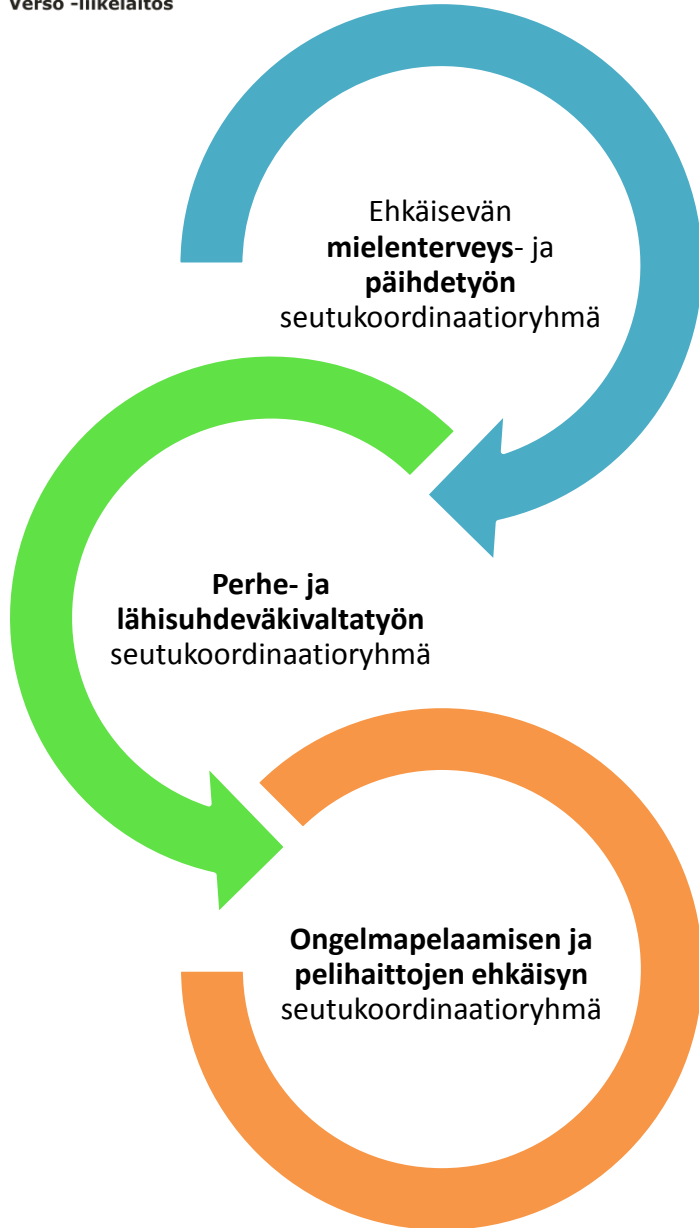 Verso -liikelaitos
Ehkäisevän
mielenterveys- ja
päihdetyön
seutukoordinaatioryhmä
Perhe- ja
lähisuhdeväkivaltatyön
seutukoordinaatioryhmä
Ongelmapelaamisen ja
pelihaittojen ehkäisyn
seutukoordinaatioryhmä